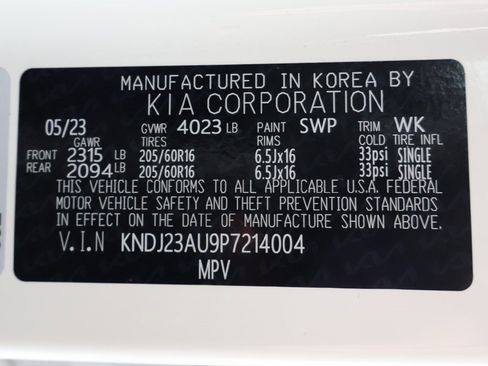 MANUFACTURED IN KOREA BY
KIA CORPORATION
05/23 GVWR 4023 LB PAINT SWP TRIM WK
GAWR TIRES RIMS COLD TIRE INFL
FRONT 2315 LB 205/60R16 6.5Jx16 33psi SINGLE
REAR 2094 LB 205/60R16 6.5Jx16 33psi SINGLE
THIS VEHICLE CONFORMS TO ALL APPLICABLE U.S.A. FEDERAL
MOTOR VEHICLE SAFETY AND THEFT PREVENTION STANDARDS
IN EFFECT ON THE DATE OF MANUFACTURE SHOWN ABOVE.
V.I.N KNDJ23AU9P7214004
MPV